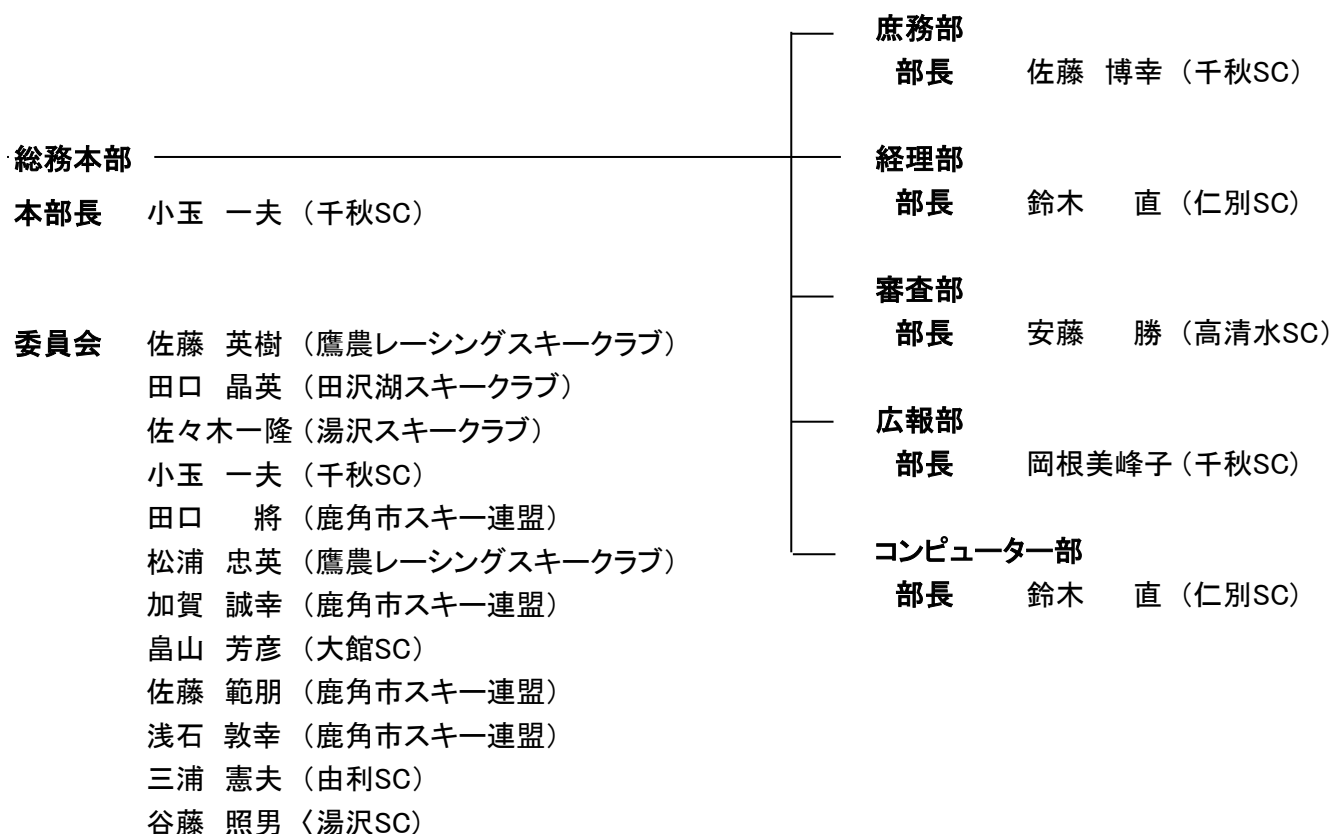 総務本部
本部長 小玉 一夫 (千秋SC)
委員会 佐藤 英樹 (鷹農レーシングスキークラブ)
田口 晶英 (田沢湖スキークラブ)
佐々木一隆 (湯沢スキークラブ)
小玉 一夫 (千秋SC)
田口 將 (鹿角市スキー連盟)
松浦 忠英 (鷹農レーシングスキークラブ)
加賀 誠幸 (鹿角市スキー連盟)
畠山 芳彦 (大館SC)
佐藤 範朋 (鹿角市スキー連盟)
浅石 敦幸 (鹿角市スキー連盟)
三浦 憲夫 (由利SC)
谷藤 照男 〈湯沢SC)
庶務部
部長 佐藤 博幸 (千秋SC)
経理部
部長 鈴木 直 (仁別SC)
審査部
部長 安藤 勝 (高清水SC)
広報部
部長 岡根美峰子 (千秋SC)
コンピューター部
部長 鈴木 直 (仁別SC)